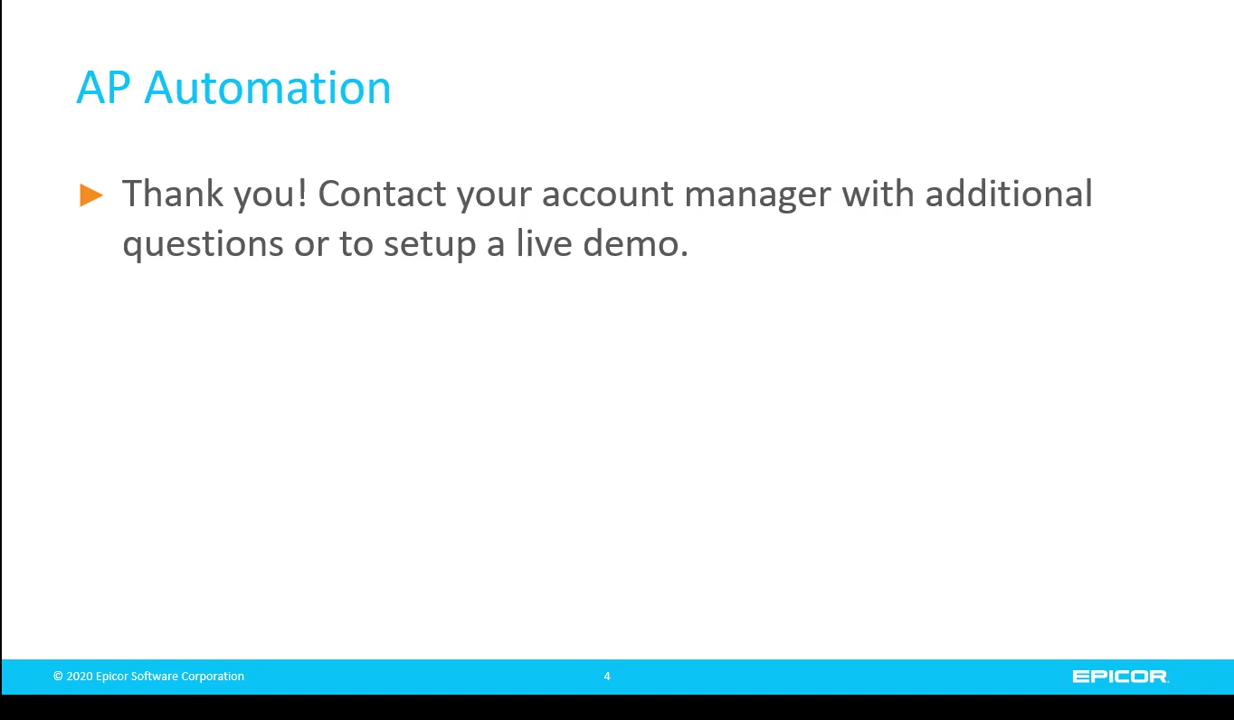 AP Automation
► Thank you! Contact your account manager with additional
questions or to setup a live demo.
© 2020 Epicor Software Corporation
4
EPICOR